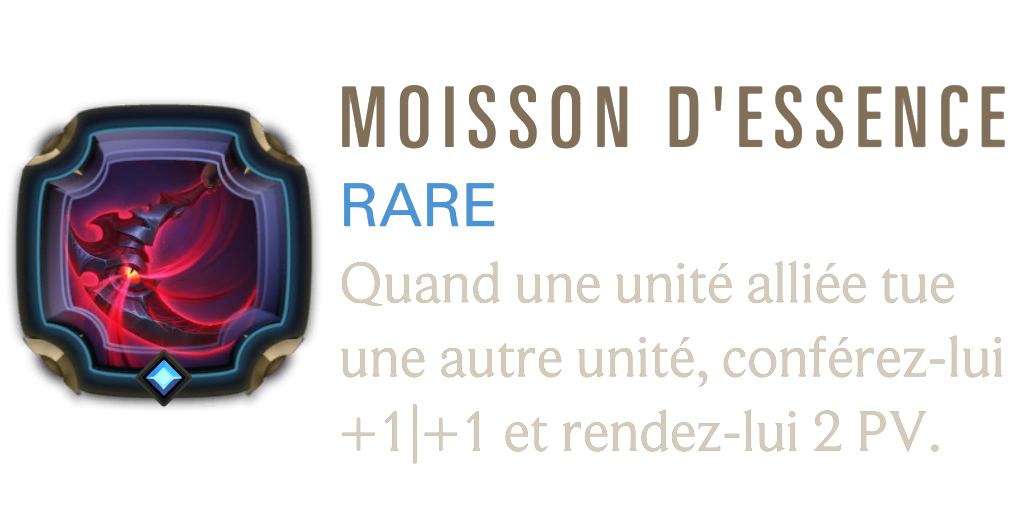 MOISSON D'ESSENCE
RARE
Quand une unité alliée tue
une autre unité, conférez-lui
+1|+1 et rendez-lui 2 PV.